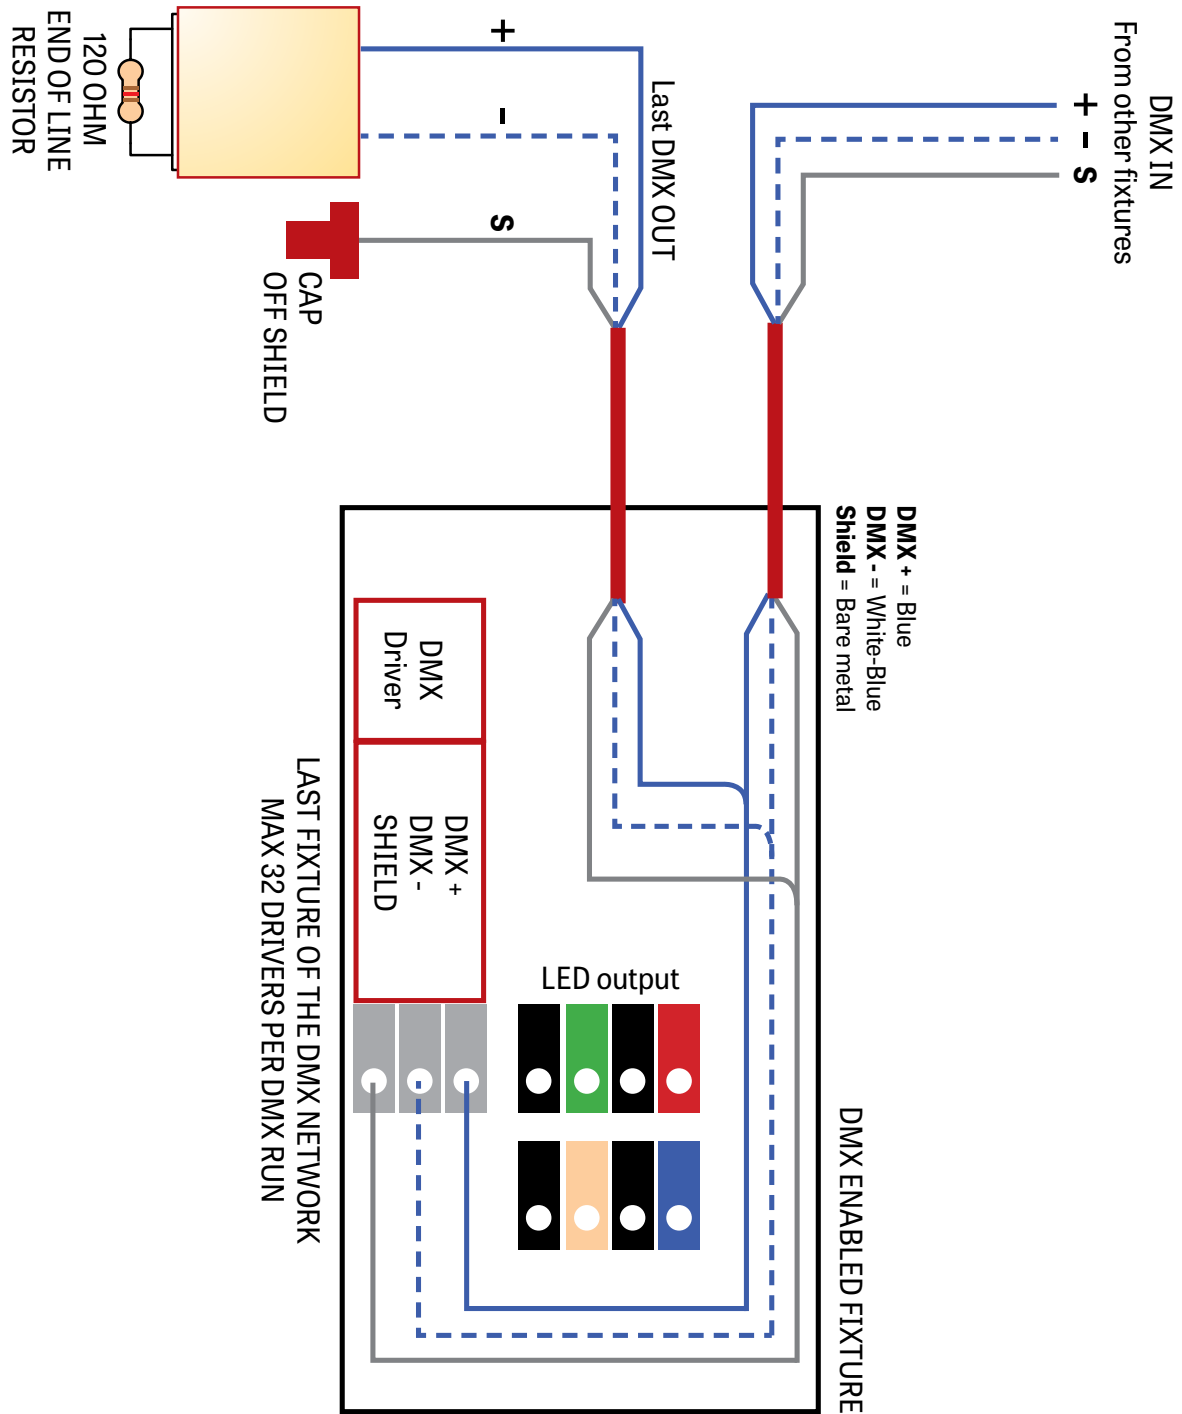 DMX IN
From other fixtures
+
-
S
Last DMX OUT
+
-
S
120 OHM
END OF LINE
RESISTOR
CAP
OFF SHIELD
DMX + = Blue
DMX - = White-Blue
Shield = Bare metal
DMX
Driver
DMX +
DMX -
SHIELD
LED output
DMX ENABLED FIXTURE
LAST FIXTURE OF THE DMX NETWORK
MAX 32 DRIVERS PER DMX RUN